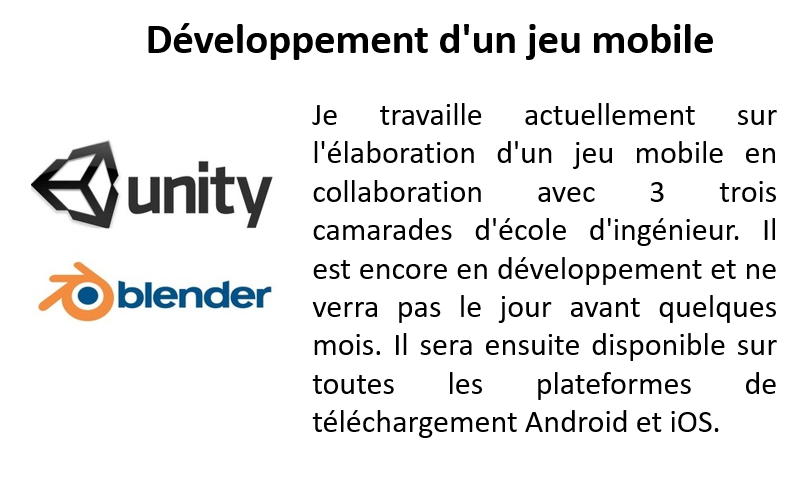 Développement d'un jeu mobile
unity
blender
Je travaille actuellement sur
l'élaboration d'un jeu mobile en
collaboration avec 3 trois
camarades d'école d'ingénieur. Il
est encore en développement et ne
verra pas le jour avant quelques
mois. Il sera ensuite disponible sur
toutes les plateformes de
téléchargement Android et iOS.